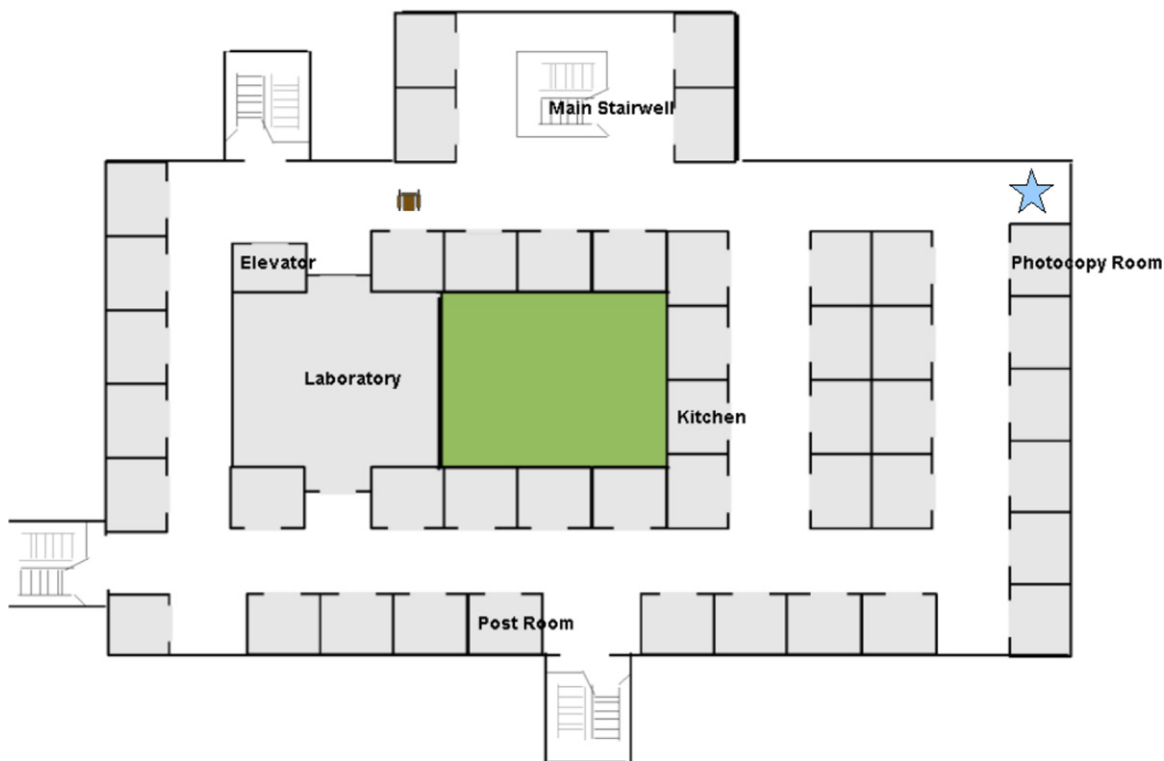 Main Stairwell
Elevator
Photocopy Room
Laboratory
Kitchen
Post Room